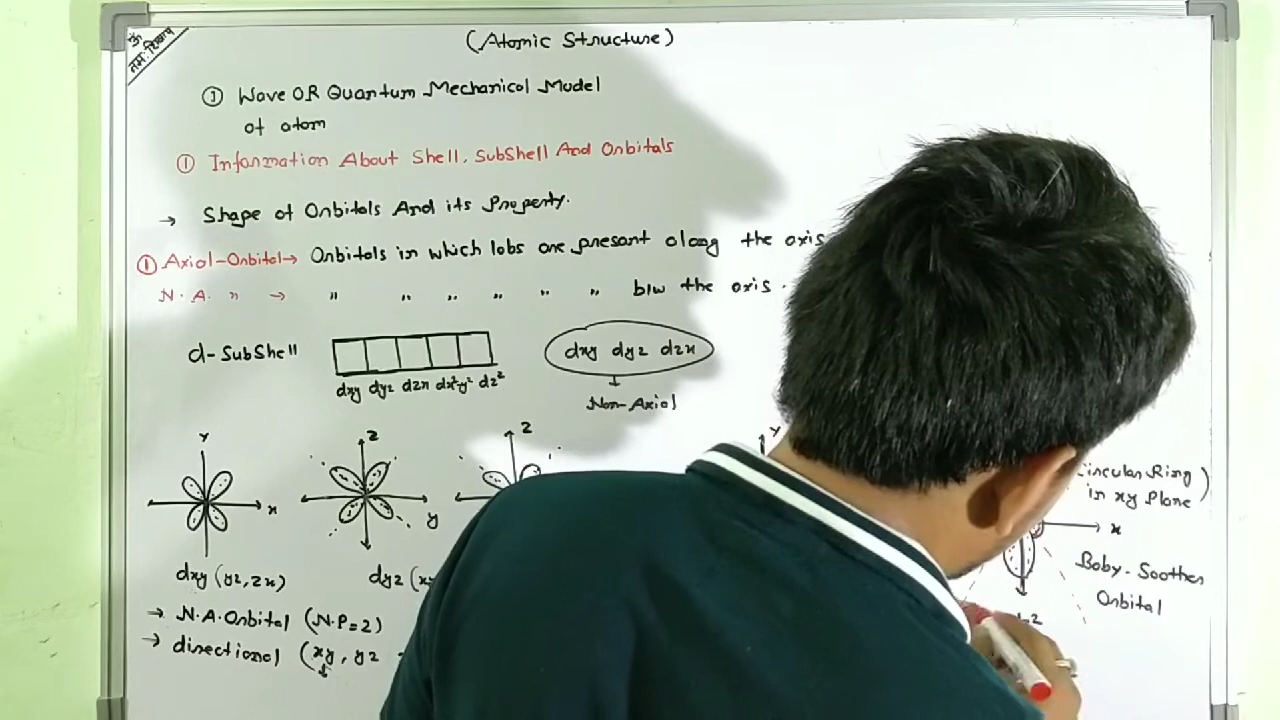 ॐ
नमः शिवाय
(Atomic Structure)
① Wave OR Quantum Mechanical Model
of atom
① Information About Shell, SubShell And Orbitals
→ Shape of Orbitals And its Property.
① Axial-Orbital → Orbitals in which lobs are present along the axis
N.A. " → " " " " " " b/w the axis.
d-SubShell
dxy dyz dzx dx²-y² dz²
dxy dyz dzx
Non-Axial
Y
x
Z
y
Z
Y
Circular Ring)
in xy Plane
x
Baby-Soother
Orbital
dxy (yz, zx)
dyz (x
→ N.A. Orbital (N.P=2)
→ directional (xy, yz